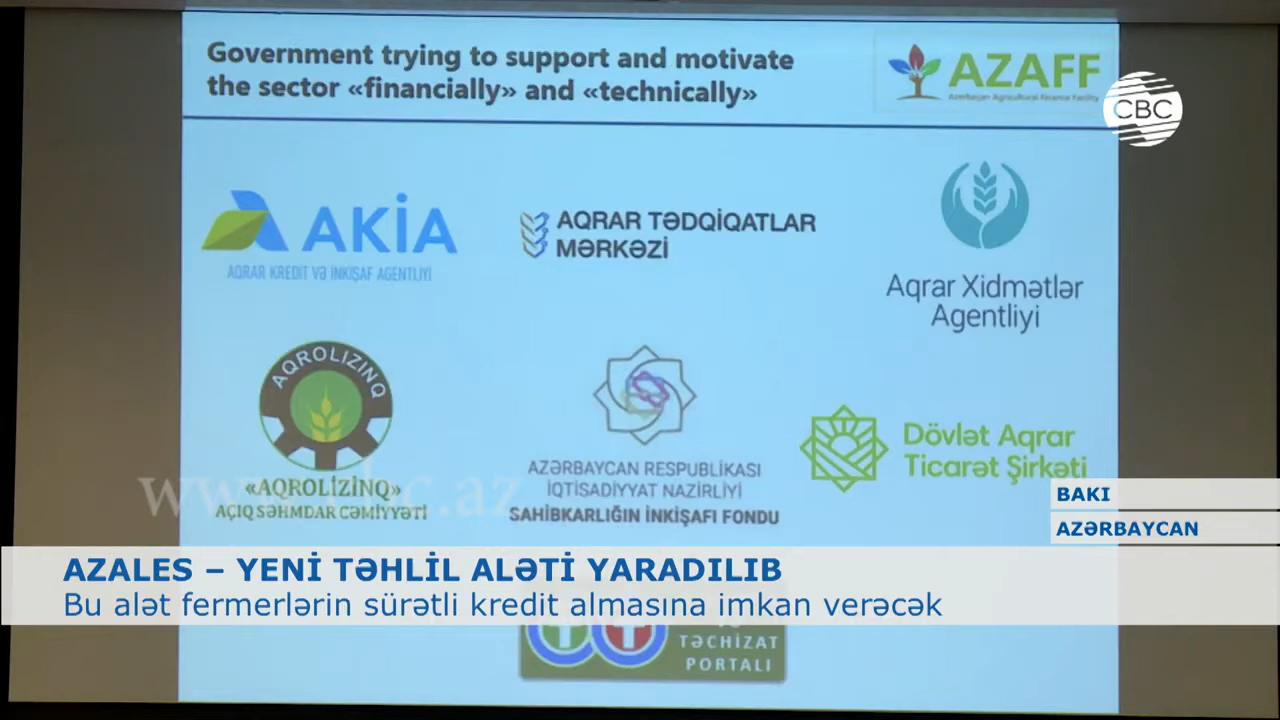 Government trying to support and motivate
the sector «financially» and «technically»
AZAFF
Azerbaijan Agricultural Finance Facility
CBC
AKİA
AQRAR KREDİT VƏ İNKİŞAF AGENTLİYİ
AQRAR TƏDQİQATLAR
MƏRKƏZİ
Aqrar Xidmətlər
Agentliyi
AQROLİZİNQ
«AQROLİZİNQ»
AÇIQ SƏHMDAR CƏMİYYƏTİ
AZƏRBAYCAN RESPUBLİKASI
İQTİSADİYYAT NAZİRLİYİ
SAHİBKARLIĞIN İNKİŞAFI FONDU
Dövlət Aqrar
Ticarət Şirkəti
www.cbc.az
BAKI
AZƏRBAYCAN
AZALES – YENİ TƏHLİL ALƏTİ YARADILIB
Bu alət fermerlərin sürətli kredit almasına imkan verəcək
TƏCHİZAT
PORTALI